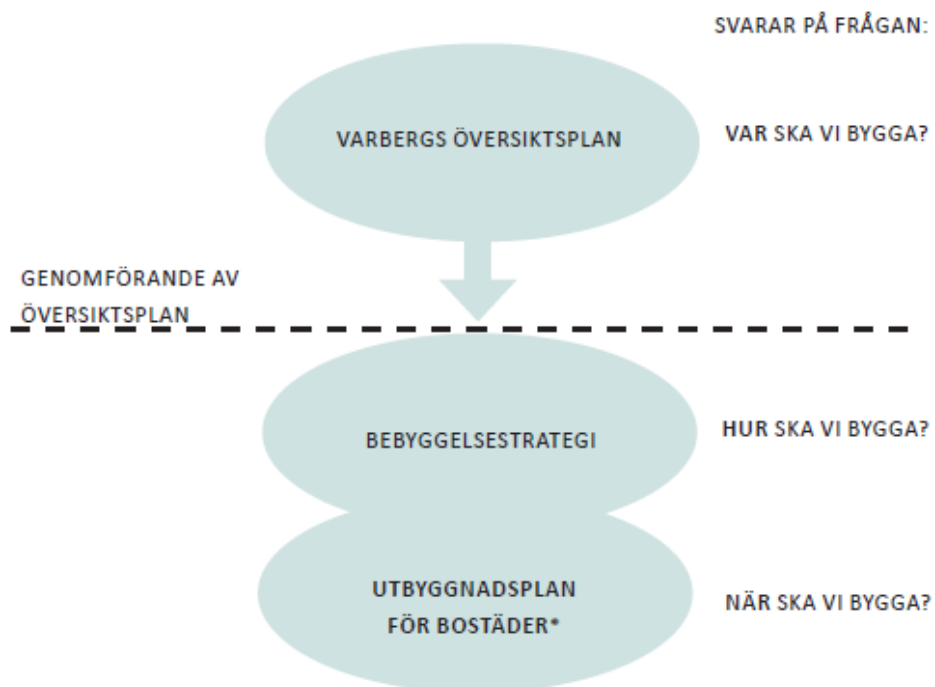 SVARAR PÅ FRÅGAN:
VARBERGS ÖVERSIKTSPLAN
VAR SKA VI BYGGA?
GENOMFÖRANDE AV
ÖVERSIKTSPLAN
BEBYGGELSESTRATEGI
HUR SKA VI BYGGA?
UTBYGGNADSPLAN
FÖR BOSTÄDER*
NÄR SKA VI BYGGA?